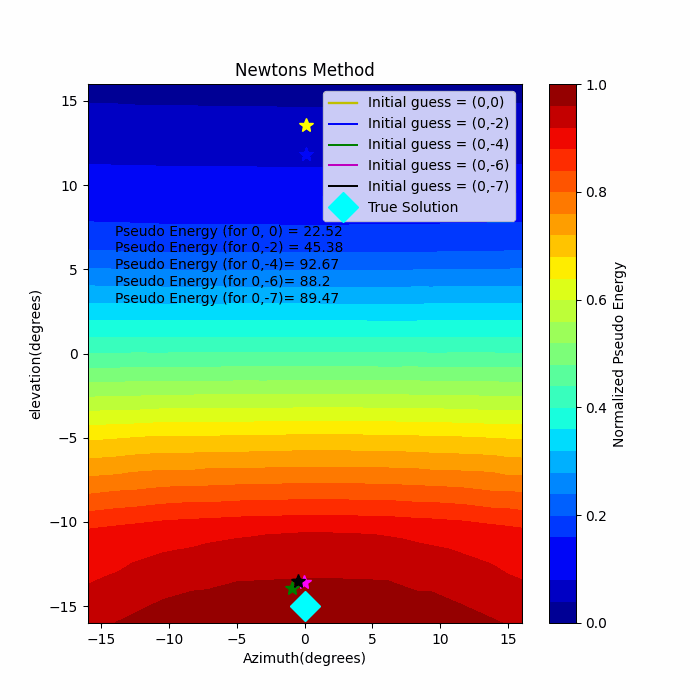 Newtons Method
Initial guess = (0,0)
Initial guess = (0,-2)
Initial guess = (0,-4)
Initial guess = (0,-6)
Initial guess = (0,-7)
True Solution
Pseudo Energy (for 0, 0) = 22.52
Pseudo Energy (for 0,-2) = 45.38
Pseudo Energy (for 0,-4)= 92.67
Pseudo Energy (for 0,-6)= 88.2
Pseudo Energy (for 0,-7)= 89.47
elevation(degrees)
15
10
5
0
−5
−10
−15
−15
−10
−5
0
5
10
15
Azimuth(degrees)
1.0
0.8
0.6
0.4
0.2
0.0
Normalized Pseudo Energy